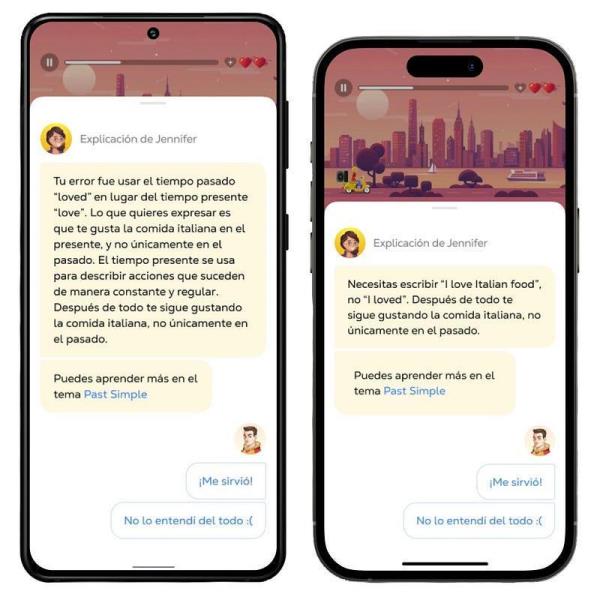 Explicación de Jennifer
Tu error fue usar el tiempo pasado
“loved” en lugar del tiempo presente
“love”. Lo que quieres expresar es
que te gusta la comida italiana en el
presente, y no únicamente en el
pasado. El tiempo presente se usa
para describir acciones que suceden
de manera constante y regular.
Después de todo te sigue gustando
la comida italiana, no únicamente en
el pasado.
Puedes aprender más en el
tema Past Simple
¡Me sirvió!
No lo entendí del todo :(
Explicación de Jennifer
Necesitas escribir “I love Italian food”,
no “I loved”. Después de todo te
sigue gustando la comida italiana, no
únicamente en el pasado.
Puedes aprender más en el
tema Past Simple
¡Me sirvió!
No lo entendí del todo :(